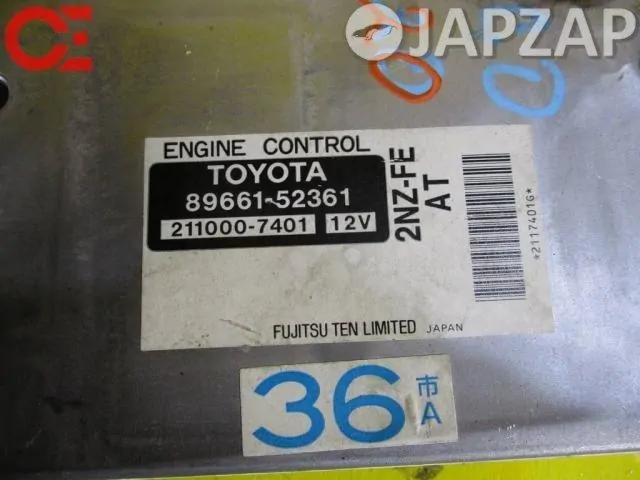 JAPZAP
ENGINE CONTROL
TOYOTA
89661-52361
211000-7401 12V
2NZ-FE
AT
*2117401G*
FUJITSU TEN LIMITED JAPAN
36 市A